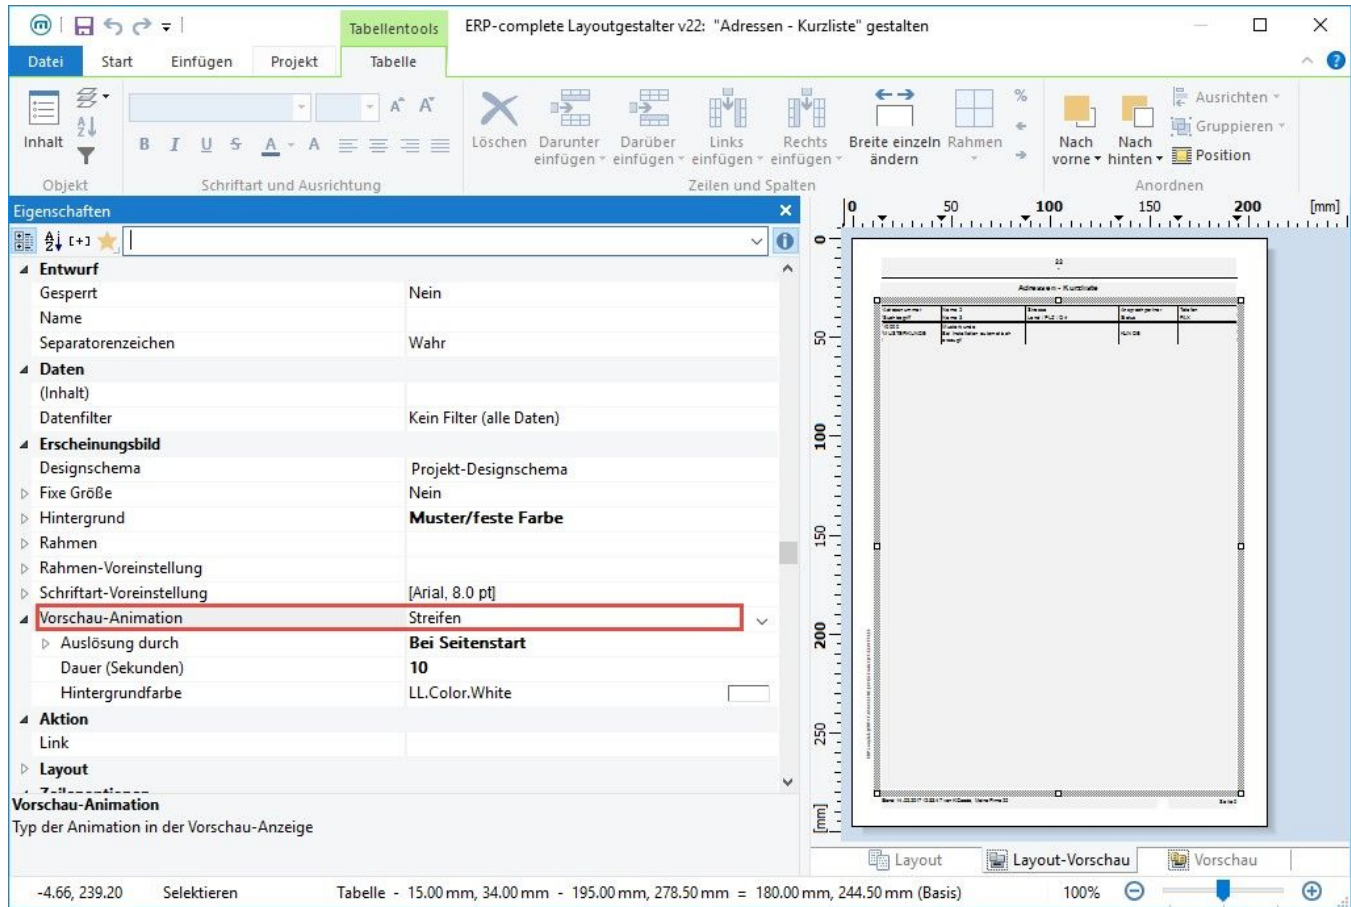 Tabellentools
ERP-complete Layoutgestalter v22: "Adressen - Kurzliste" gestalten
Datei Start Einfügen Projekt Tabelle
Inhalt
B I U S A A
Löschen Darunter einfügen Darüber einfügen Links einfügen Rechts einfügen
Breite einzeln ändern Rahmen
%
Nach vorne Nach hinten
Ausrichten
Gruppieren
Position
Objekt Schriftart und Ausrichtung Zeilen und Spalten Anordnen
Eigenschaften
Entwurf
Gesperrt Nein
Name
Separatorenzeichen Wahr
Daten
(Inhalt)
Datenfilter Kein Filter (alle Daten)
Erscheinungsbild
Designschema Projekt-Designschema
Fixe Größe Nein
Hintergrund Muster/feste Farbe
Rahmen
Rahmen-Voreinstellung
Schriftart-Voreinstellung [Arial, 8.0 pt]
Vorschau-Animation Streifen
Auslösung durch Bei Seitenstart
Dauer (Sekunden) 10
Hintergrundfarbe LL.Color.White
Aktion
Link
Layout
Vorschau-Animation
Typ der Animation in der Vorschau-Anzeige
0 50 100 150 200 [mm]
0
50
100
150
200
250
[mm]
Adressen - Kurzliste
Layout Layout-Vorschau Vorschau
-4.66, 239.20 Selektieren Tabelle - 15.00 mm, 34.00 mm - 195.00 mm, 278.50 mm = 180.00 mm, 244.50 mm (Basis) 100%